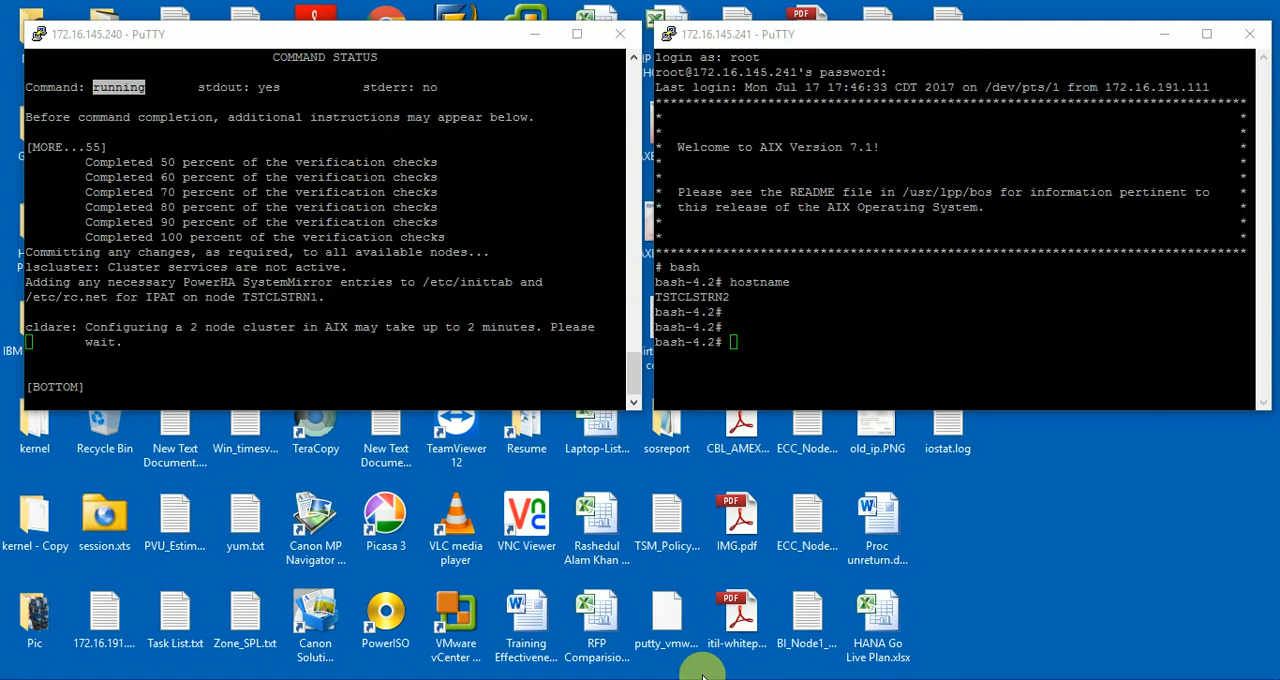 172.16.145.240 - PuTTY
COMMAND STATUS
Command: running stdout: yes stderr: no
Before command completion, additional instructions may appear below.
[MORE...55]
Completed 50 percent of the verification checks
Completed 60 percent of the verification checks
Completed 70 percent of the verification checks
Completed 80 percent of the verification checks
Completed 90 percent of the verification checks
Completed 100 percent of the verification checks
Committing any changes, as required, to all available nodes...
lscluster: Cluster services are not active.
Adding any necessary PowerHA SystemMirror entries to /etc/inittab and
/etc/rc.net for IPAT on node TSTCLSTRN1.
cldare: Configuring a 2 node cluster in AIX may take up to 2 minutes. Please
wait.
[BOTTOM]
172.16.145.241 - PuTTY
login as: root
root@172.16.145.241's password:
Last login: Mon Jul 17 17:46:33 CDT 2017 on /dev/pts/1 from 172.16.191.111
*******************************************************************************
* *
* *
* Welcome to AIX Version 7.1! *
* *
* *
* Please see the README file in /usr/lpp/bos for information pertinent to *
* this release of the AIX Operating System. *
* *
* *
*******************************************************************************
# bash
bash-4.2# hostname
TSTCLSTRN2
bash-4.2#
bash-4.2#
bash-4.2#
IBM
kernel
Recycle Bin
New Text
Document....
Win_timesv...
TeraCopy
New Text
Docume...
TeamViewer
12
Resume
Laptop-List...
sosreport
CBL_AMEX...
ECC_Node...
old_ip.PNG
iostat.log
kernel - Copy
session.xts
PVU_Estim...
yum.txt
Canon MP
Navigator ...
Picasa 3
VLC media
player
VNC Viewer
Rashedul
Alam Khan ...
TSM_Policy...
PDF
IMG.pdf
ECC_Node...
Proc
unreturn.d...
Pic
172.16.191....
Task List.txt
Zone_SPL.txt
Canon
Soluti...
PowerISO
VMware
vCenter ...
Training
Effectivene...
RFP
Comparisio...
putty_vmw...
PDF
itil-whitep...
BI_Node1_...
HANA Go
Live Plan.xlsx